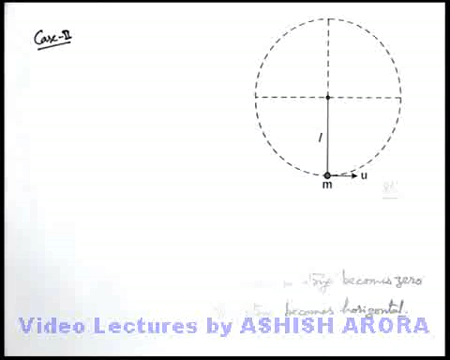 Case-II
l
u
m
becomes zero
becomes horizontal.
Video Lectures by ASHISH ARORA